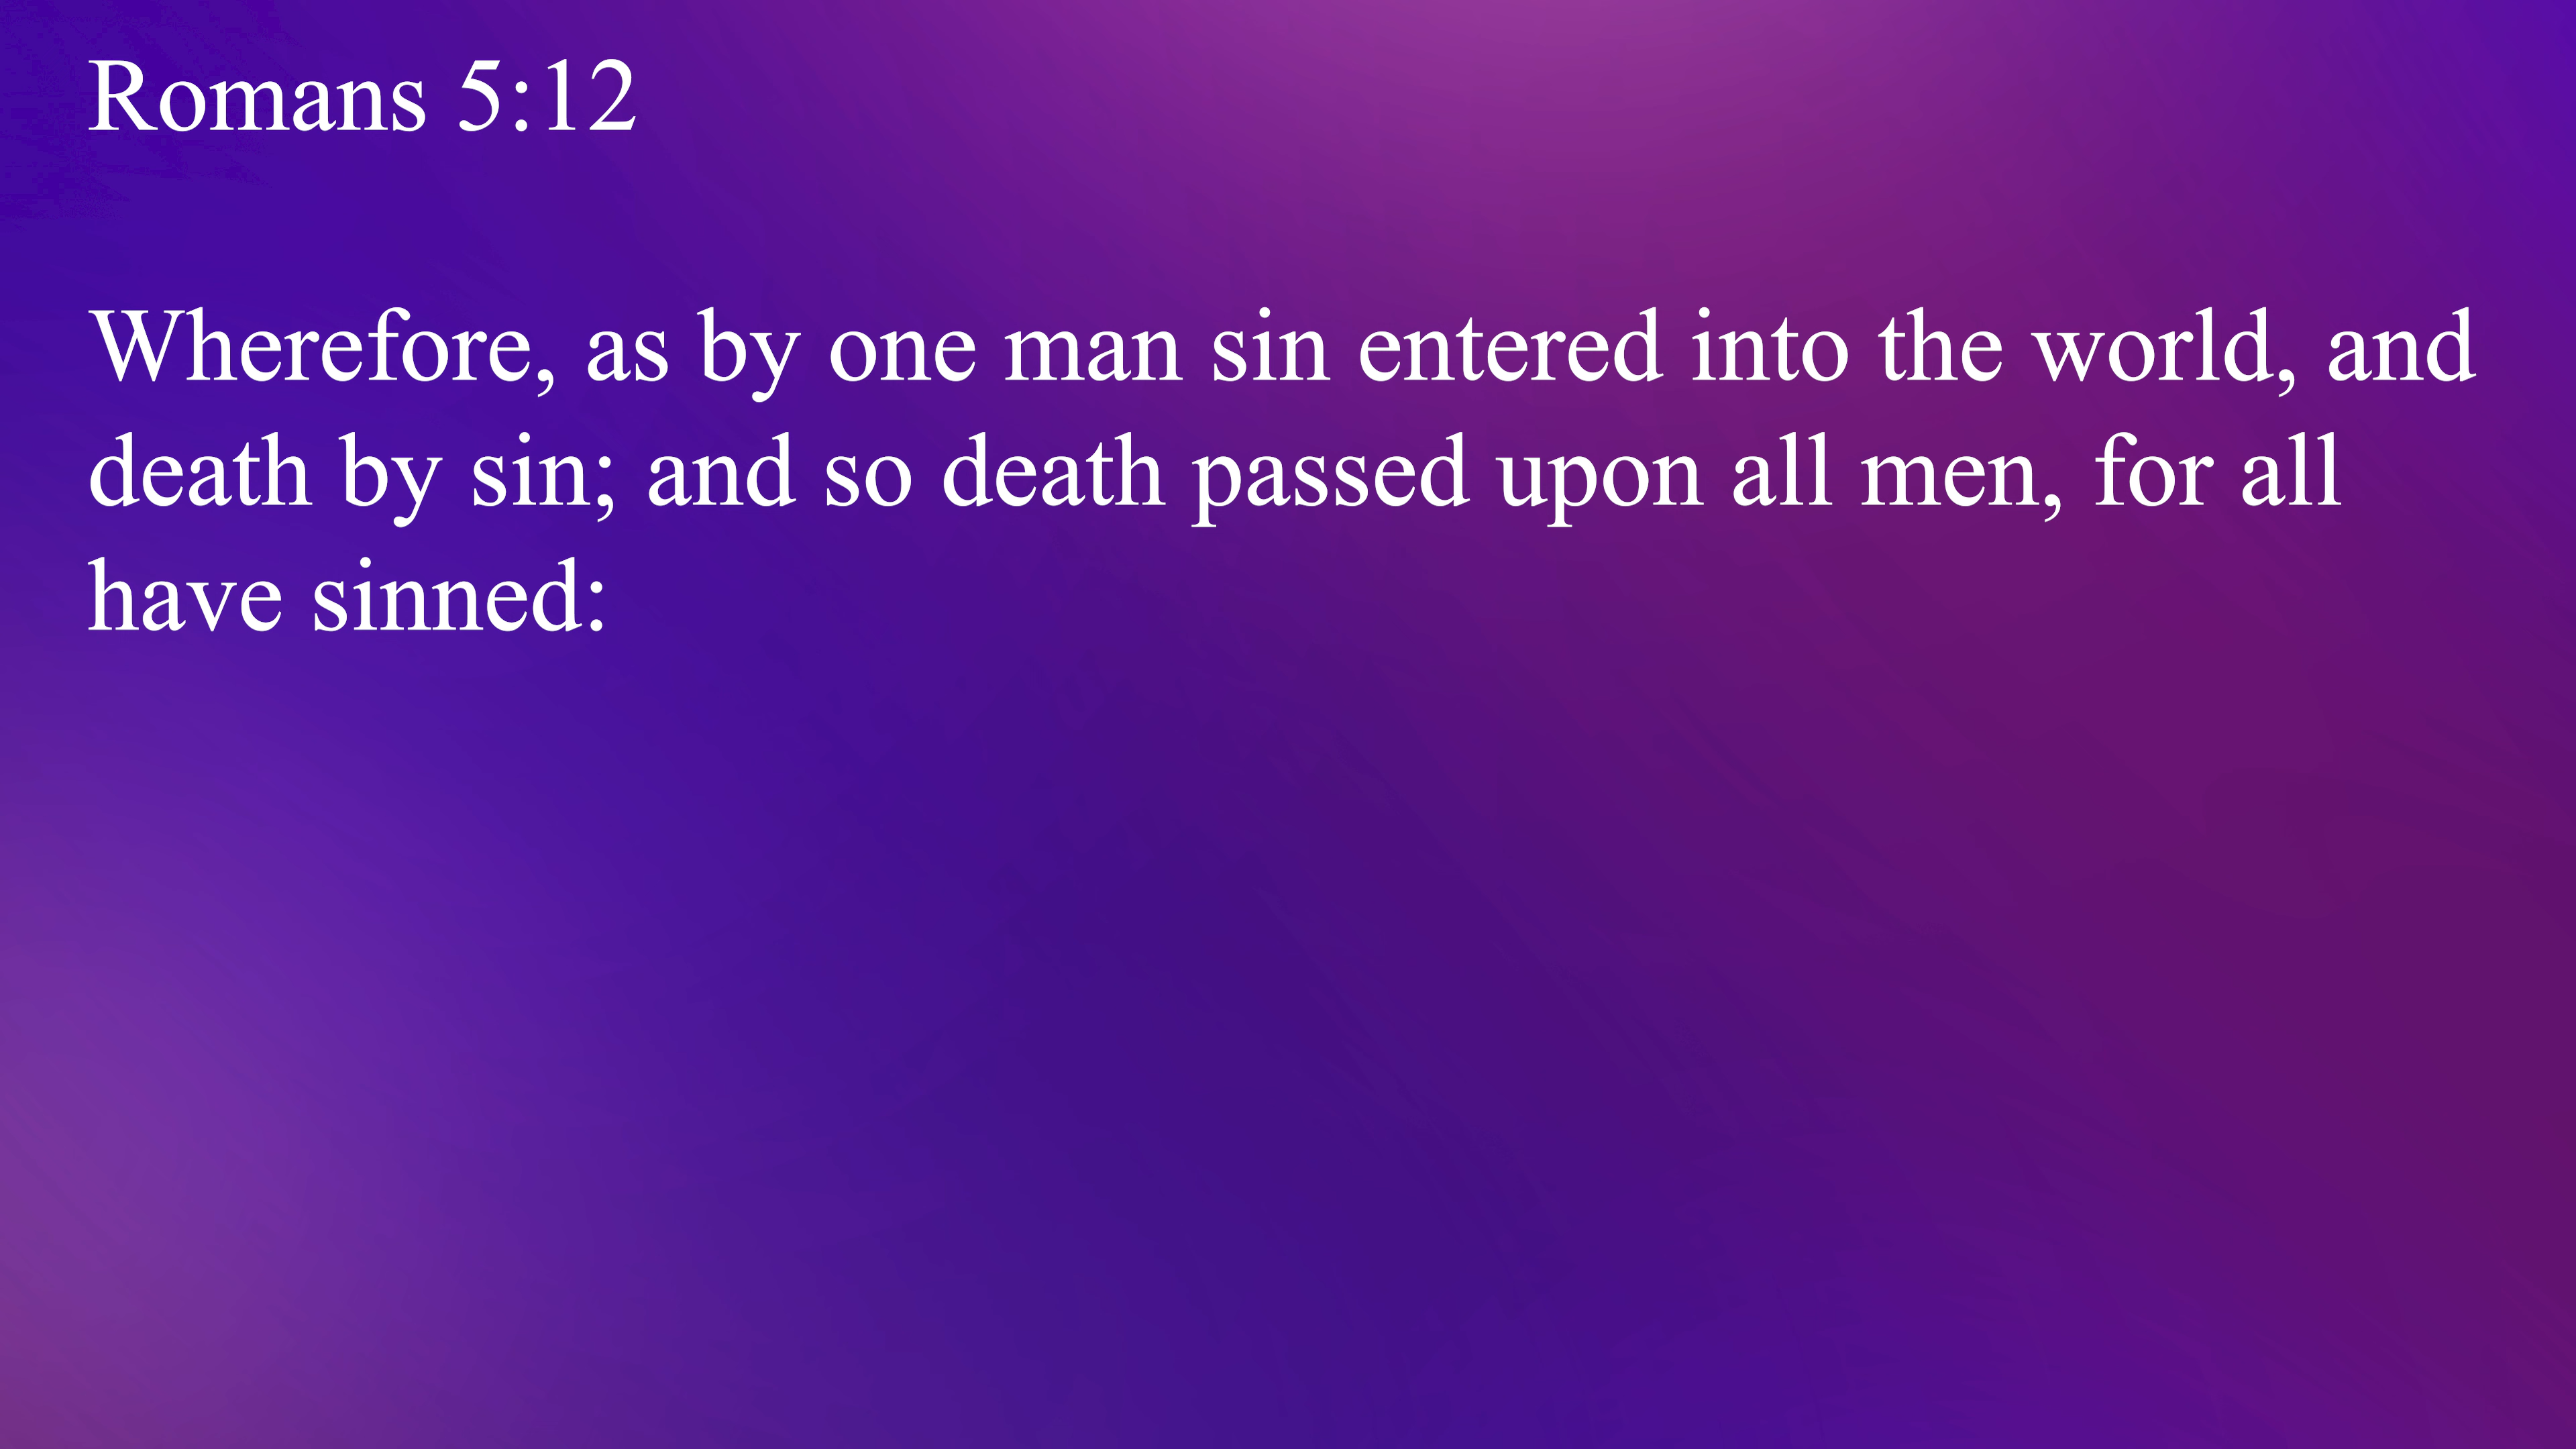 Romans 5:12
Wherefore, as by one man sin entered into the world, and
death by sin; and so death passed upon all men, for all
have sinned: